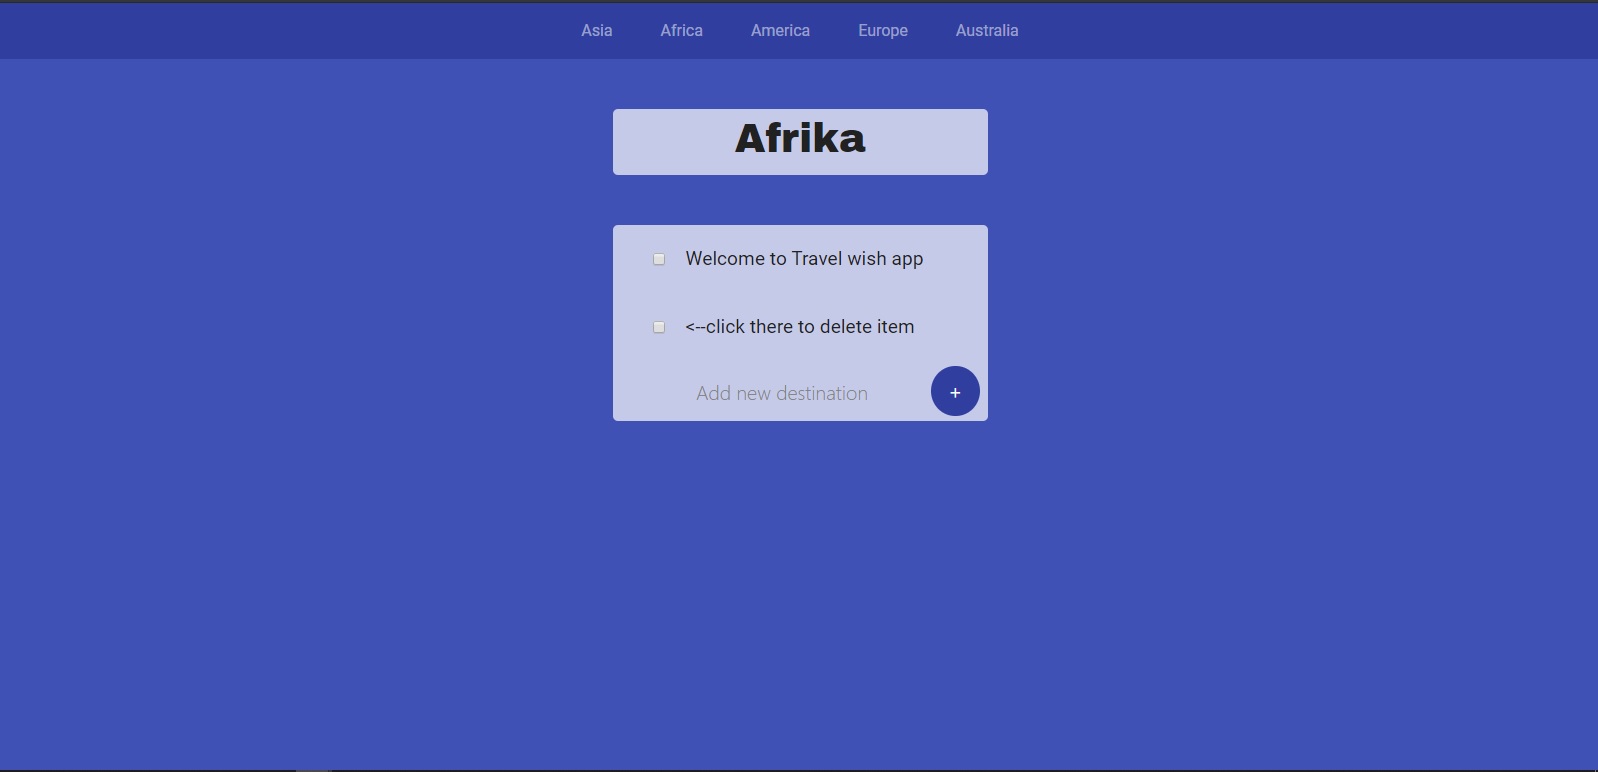 Asia Africa America Europe Australia
Afrika
Welcome to Travel wish app
<--click there to delete item
Add new destination +